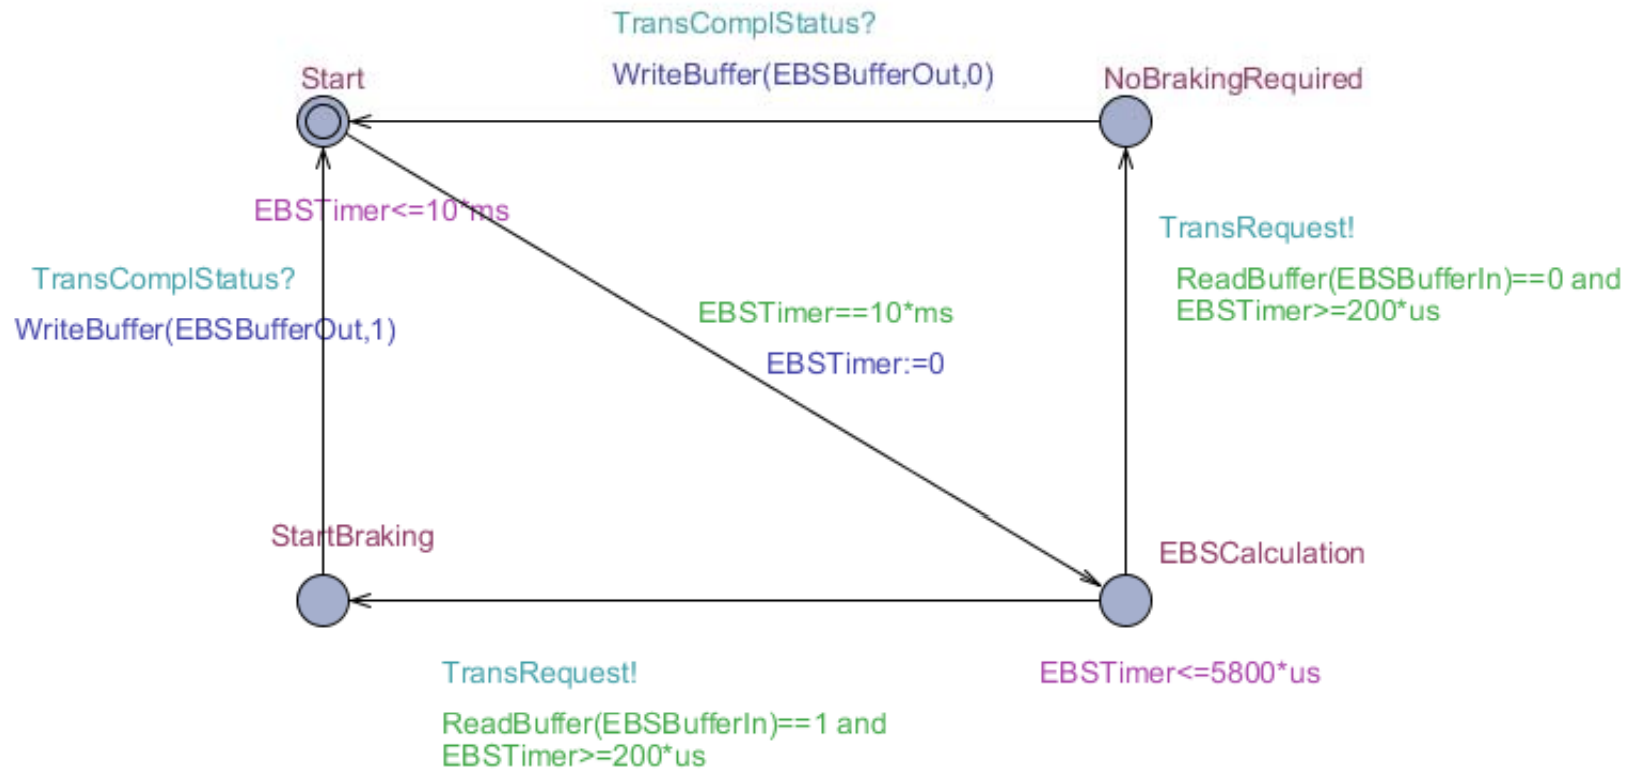 TransComplStatus?
WriteBuffer(EBSBufferOut,0)
Start
NoBrakingRequired
EBSTimer<=10*ms
TransRequest!
TransComplStatus?
ReadBuffer(EBSBufferIn)==0 and
EBSTimer>=200*us
EBSTimer==10*ms
WriteBuffer(EBSBufferOut,1)
EBSTimer:=0
StartBraking
EBSCalculation
TransRequest!
EBSTimer<=5800*us
ReadBuffer(EBSBufferIn)==1 and
EBSTimer>=200*us